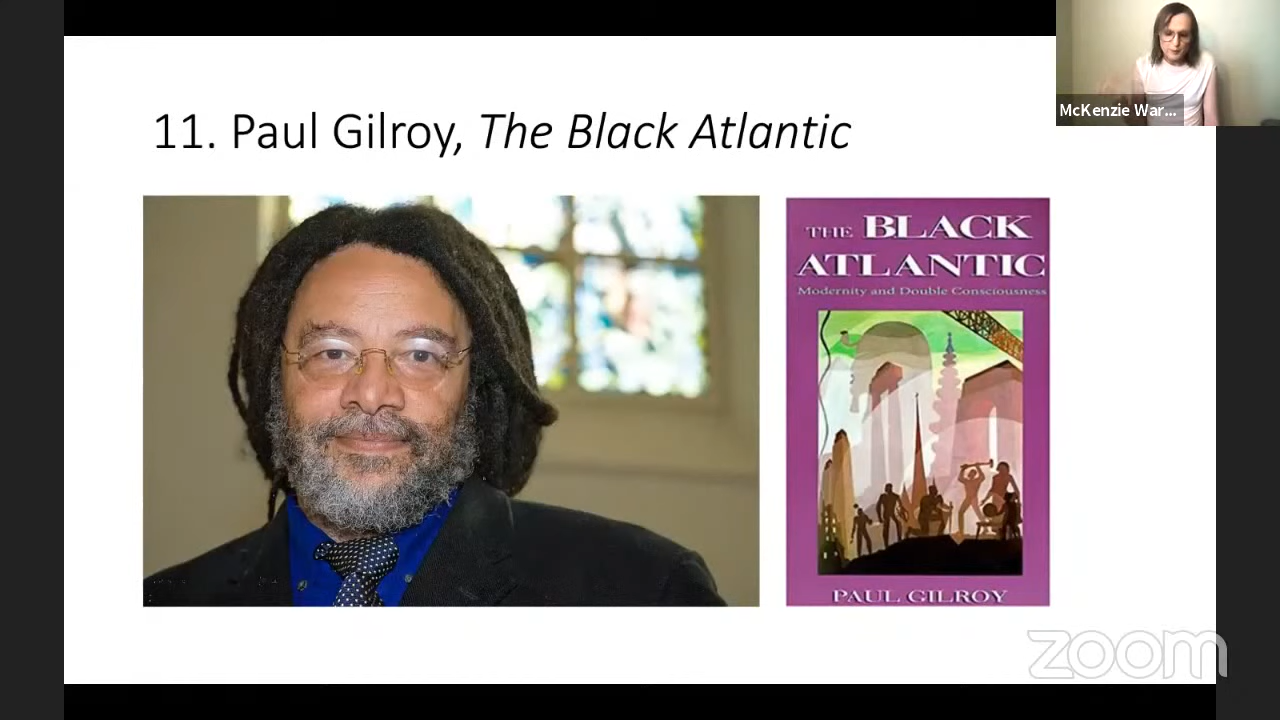 11. Paul Gilroy, The Black Atlantic
McKenzie War...
THE BLACK
ATLANTIC
Modernity and Double Consciousness
PAUL GILROY
zoom